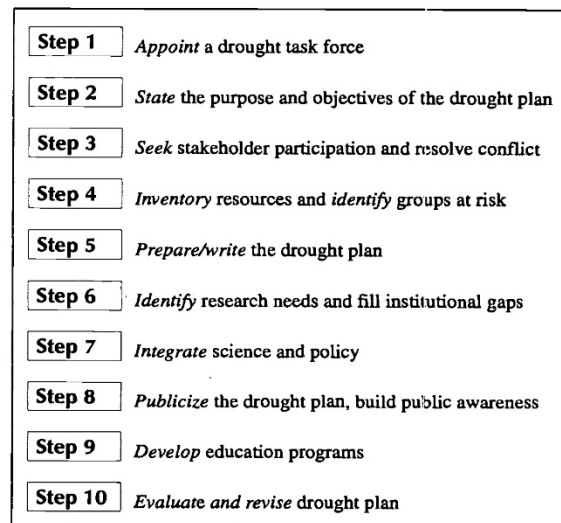 Step 1 Appoint a drought task force
Step 2 State the purpose and objectives of the drought plan
Step 3 Seek stakeholder participation and resolve conflict
Step 4 Inventory resources and identify groups at risk
Step 5 Prepare/write the drought plan
Step 6 Identify research needs and fill institutional gaps
Step 7 Integrate science and policy
Step 8 Publicize the drought plan, build public awareness
Step 9 Develop education programs
Step 10 Evaluate and revise drought plan